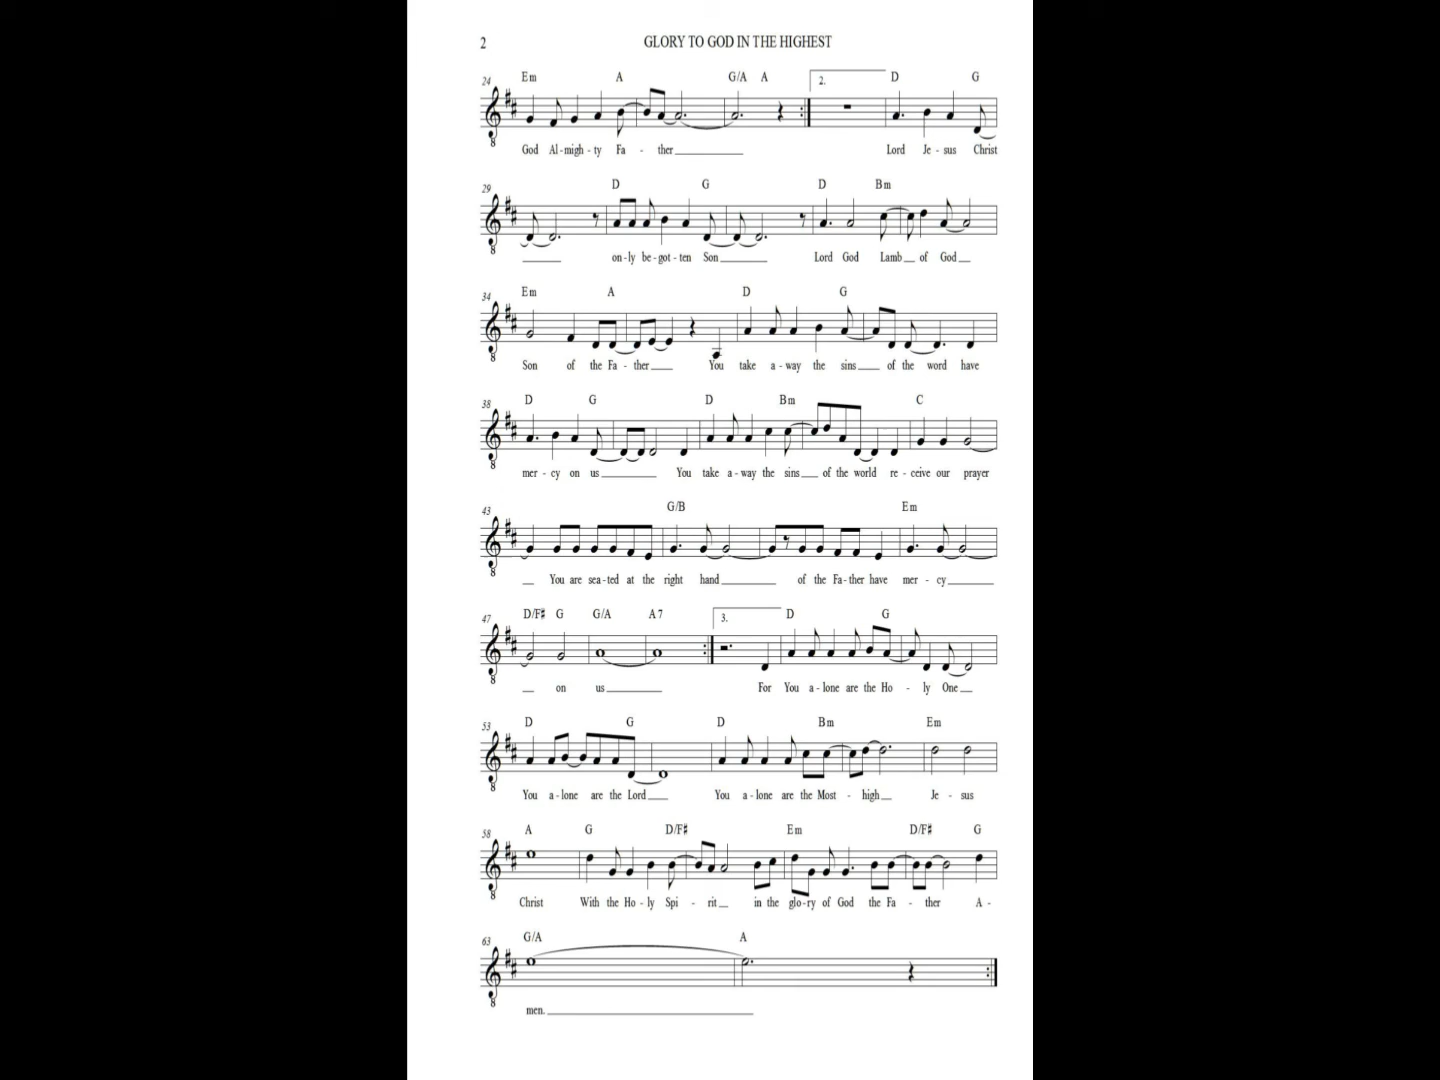 2 GLORY TO GOD IN THE HIGHEST
24 Em A G/A A 2. D G
God Al-migh-ty Fa - ther Lord Je - sus Christ
29 D G D Bm
on-ly be-got-ten Son Lord God Lamb of God
34 Em A D G
Son of the Fa - ther You take a-way the sins of the word have
38 D G D Bm C
mer - cy on us You take a-way the sins of the world re - ceive our prayer
43 G/B Em
You are sea-ted at the right hand of the Fa-ther have mer - cy
47 D/F# G G/A A7 3. D G
on us For You a-lone are the Ho - ly One
53 D G D Bm Em
You a-lone are the Lord You a-lone are the Most - high Je - sus
58 A G D/F# Em D/F# G
Christ With the Ho-ly Spi - rit in the glo-ry of God the Fa - ther A -
63 G/A A
men.